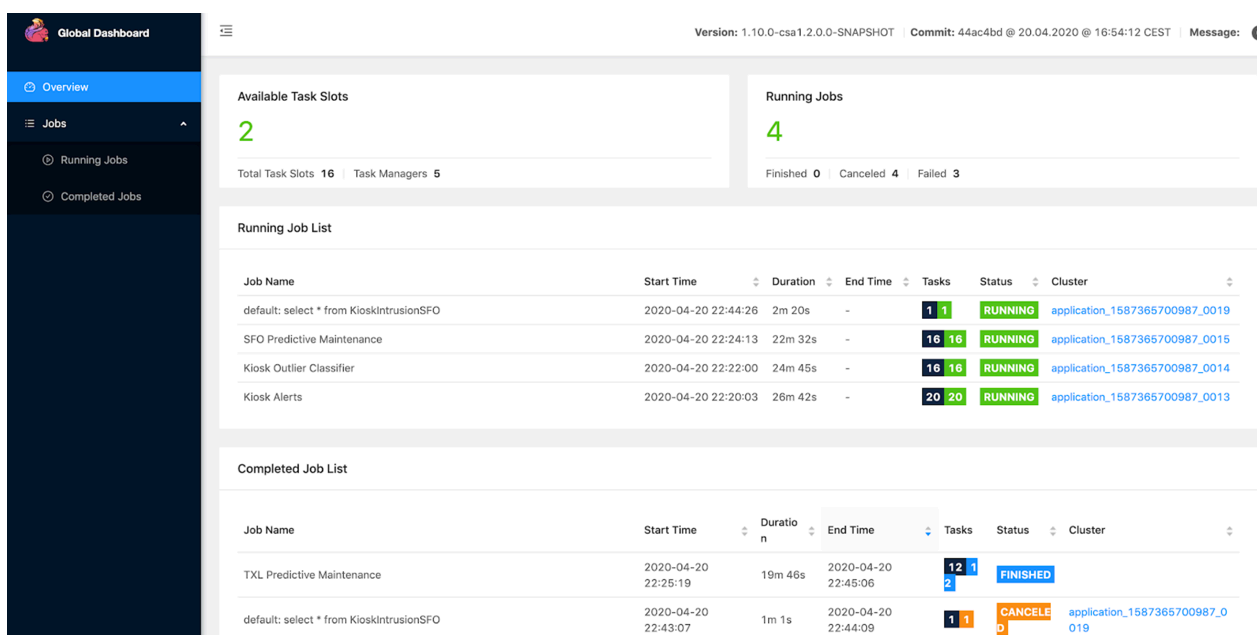 Global Dashboard
Version: 1.10.0-csa1.2.0.0-SNAPSHOT Commit: 44ac4bd @ 20.04.2020 @ 16:54:12 CEST Message:
Overview
Jobs
Running Jobs
Completed Jobs
Available Task Slots
2
Total Task Slots 16 Task Managers 5
Running Jobs
4
Finished 0 Canceled 4 Failed 3
Running Job List
Job Name Start Time Duration End Time Tasks Status Cluster
default: select * from KioskIntrusionSFO 2020-04-20 22:44:26 2m 20s - 1 1 RUNNING application_1587365700987_0019
SFO Predictive Maintenance 2020-04-20 22:24:13 22m 32s - 16 16 RUNNING application_1587365700987_0015
Kiosk Outlier Classifier 2020-04-20 22:22:00 24m 45s - 16 16 RUNNING application_1587365700987_0014
Kiosk Alerts 2020-04-20 22:20:03 26m 42s - 20 20 RUNNING application_1587365700987_0013
Completed Job List
Job Name Start Time Duratio End Time Tasks Status Cluster
n
2020-04-20 2020-04-20 12 1
TXL Predictive Maintenance 19m 46s FINISHED
22:25:19 22:45:06 2
2020-04-20 2020-04-20 CANCELE application_1587365700987_0
default: select * from KioskIntrusionSFO 1m 1s 1 1
22:43:07 22:44:09 D 019